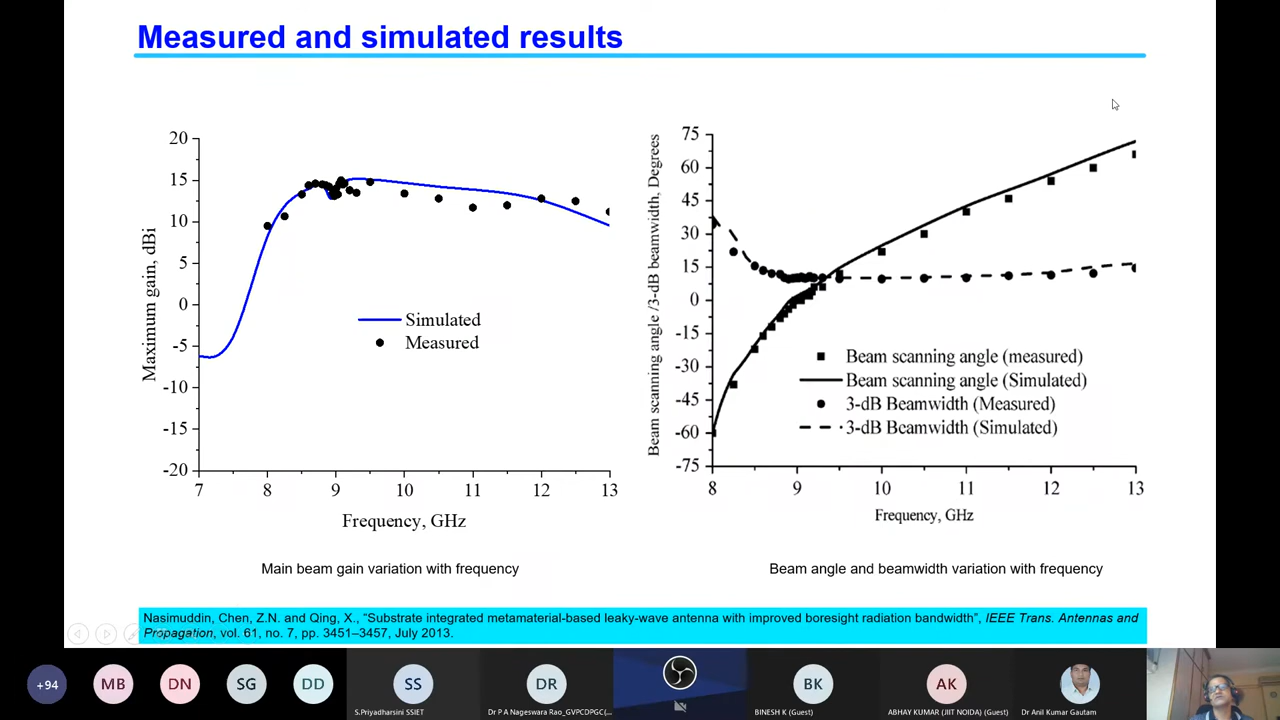 Measured and simulated results
20
15
10
5
0
-5
-10
-15
-20
Maximum gain, dBi
Simulated
Measured
7 8 9 10 11 12 13
Frequency, GHz
Main beam gain variation with frequency
75
60
45
30
15
0
-15
-30
-45
-60
-75
Beam scanning angle /3-dB beamwidth, Degrees
Beam scanning angle (measured)
Beam scanning angle (Simulated)
3-dB Beamwidth (Measured)
3-dB Beamwidth (Simulated)
8 9 10 11 12 13
Frequency, GHz
Beam angle and beamwidth variation with frequency
Nasimuddin, Chen, Z.N. and Qing, X., “Substrate integrated metamaterial-based leaky-wave antenna with improved boresight radiation bandwidth”, IEEE Trans. Antennas and
Propagation, vol. 61, no. 7, pp. 3451–3457, July 2013.
+94 MB DN SG DD SS DR BK AK
S.Priyadharsini SSIET
Dr P A Nageswara Rao_GVPCDPGC(...
BINESH K (Guest)
ABHAY KUMAR (JIIT NOIDA) (Guest)
Dr Anil Kumar Gautam